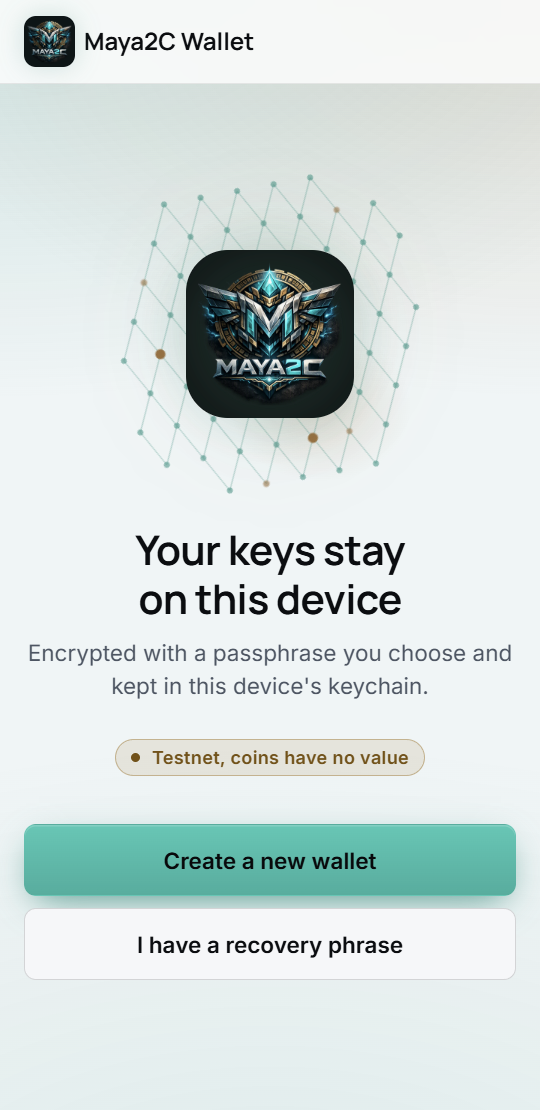 MAYA2C
Maya2C Wallet
MAYA2C
Your keys stay
on this device
Encrypted with a passphrase you choose and
kept in this device's keychain.
Testnet, coins have no value
Create a new wallet
I have a recovery phrase